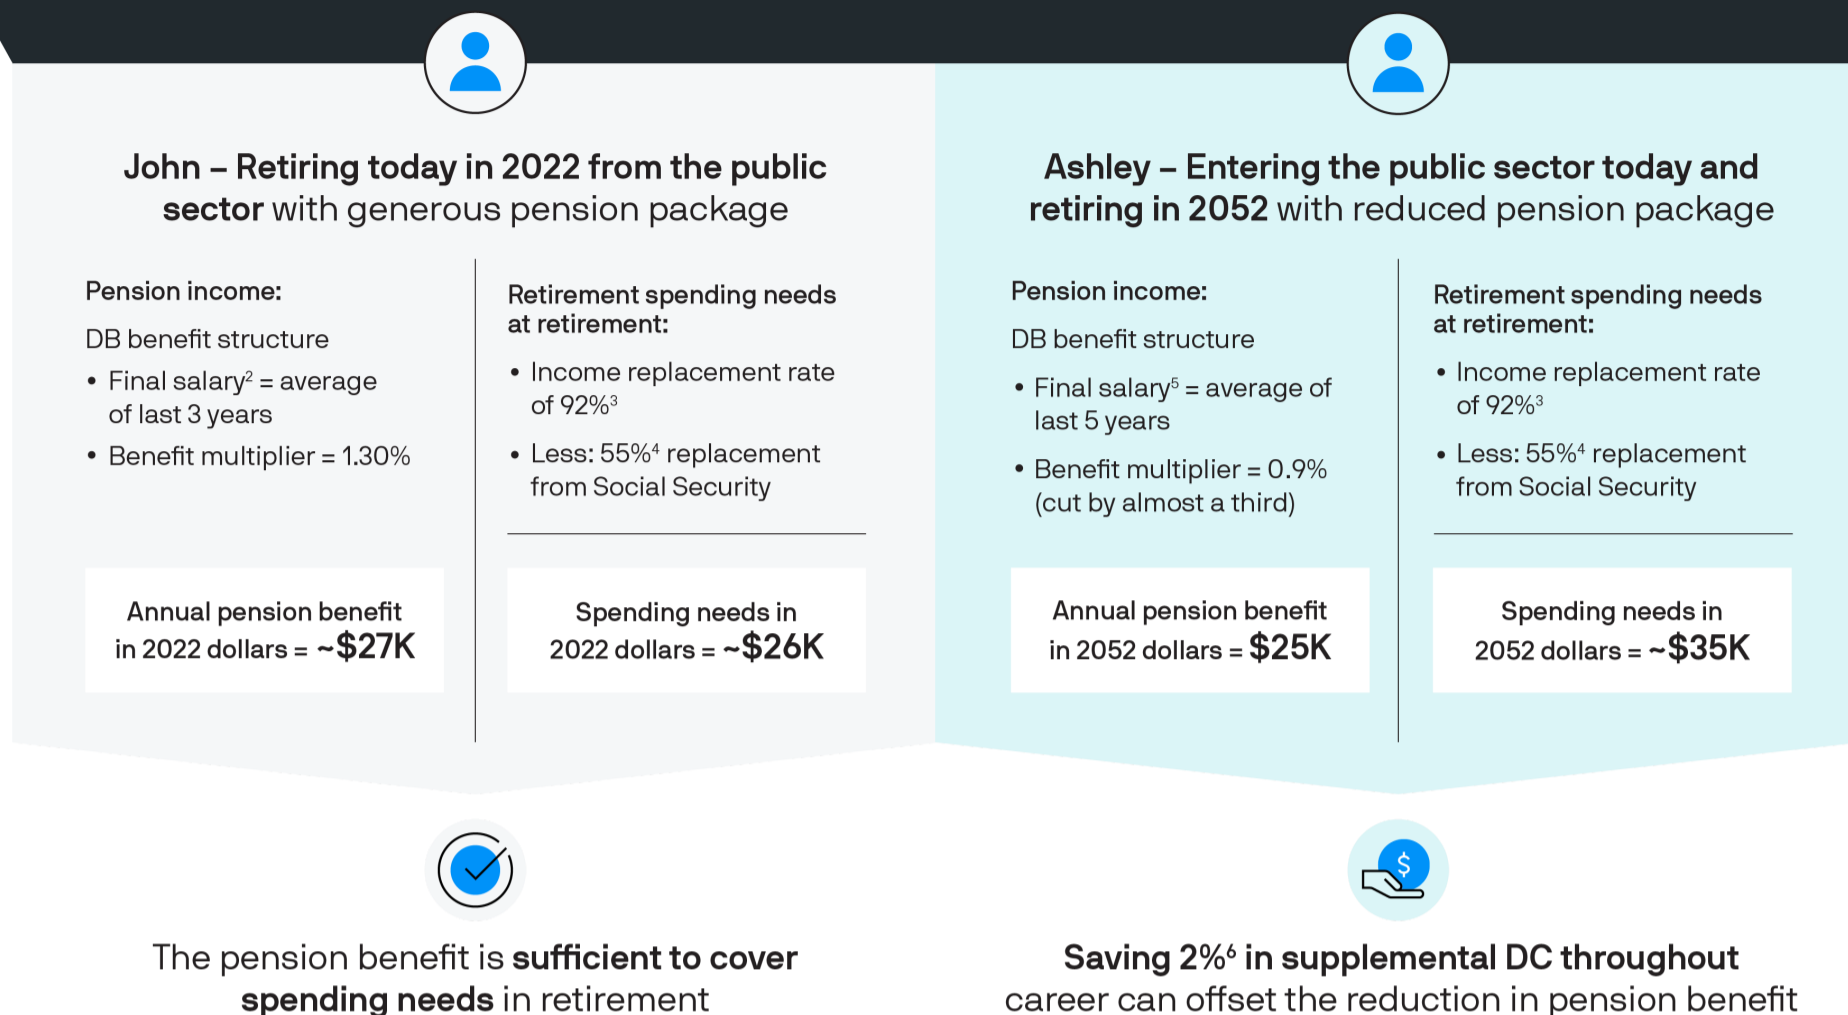 John – Retiring today in 2022 from the public
sector with generous pension package
Pension income:
DB benefit structure
• Final salary² = average
of last 3 years
• Benefit multiplier = 1.30%
Retirement spending needs
at retirement:
• Income replacement rate
of 92%³
• Less: 55%⁴ replacement
from Social Security
Annual pension benefit
in 2022 dollars = ~$27K
Spending needs in
2022 dollars = ~$26K
The pension benefit is sufficient to cover
spending needs in retirement
Ashley – Entering the public sector today and
retiring in 2052 with reduced pension package
Pension income:
DB benefit structure
• Final salary⁵ = average of
last 5 years
• Benefit multiplier = 0.9%
(cut by almost a third)
Retirement spending needs
at retirement:
• Income replacement rate
of 92%³
• Less: 55%⁴ replacement
from Social Security
Annual pension benefit
in 2052 dollars = $25K
Spending needs in
2052 dollars = ~$35K
$
Saving 2%⁶ in supplemental DC throughout
career can offset the reduction in pension benefit